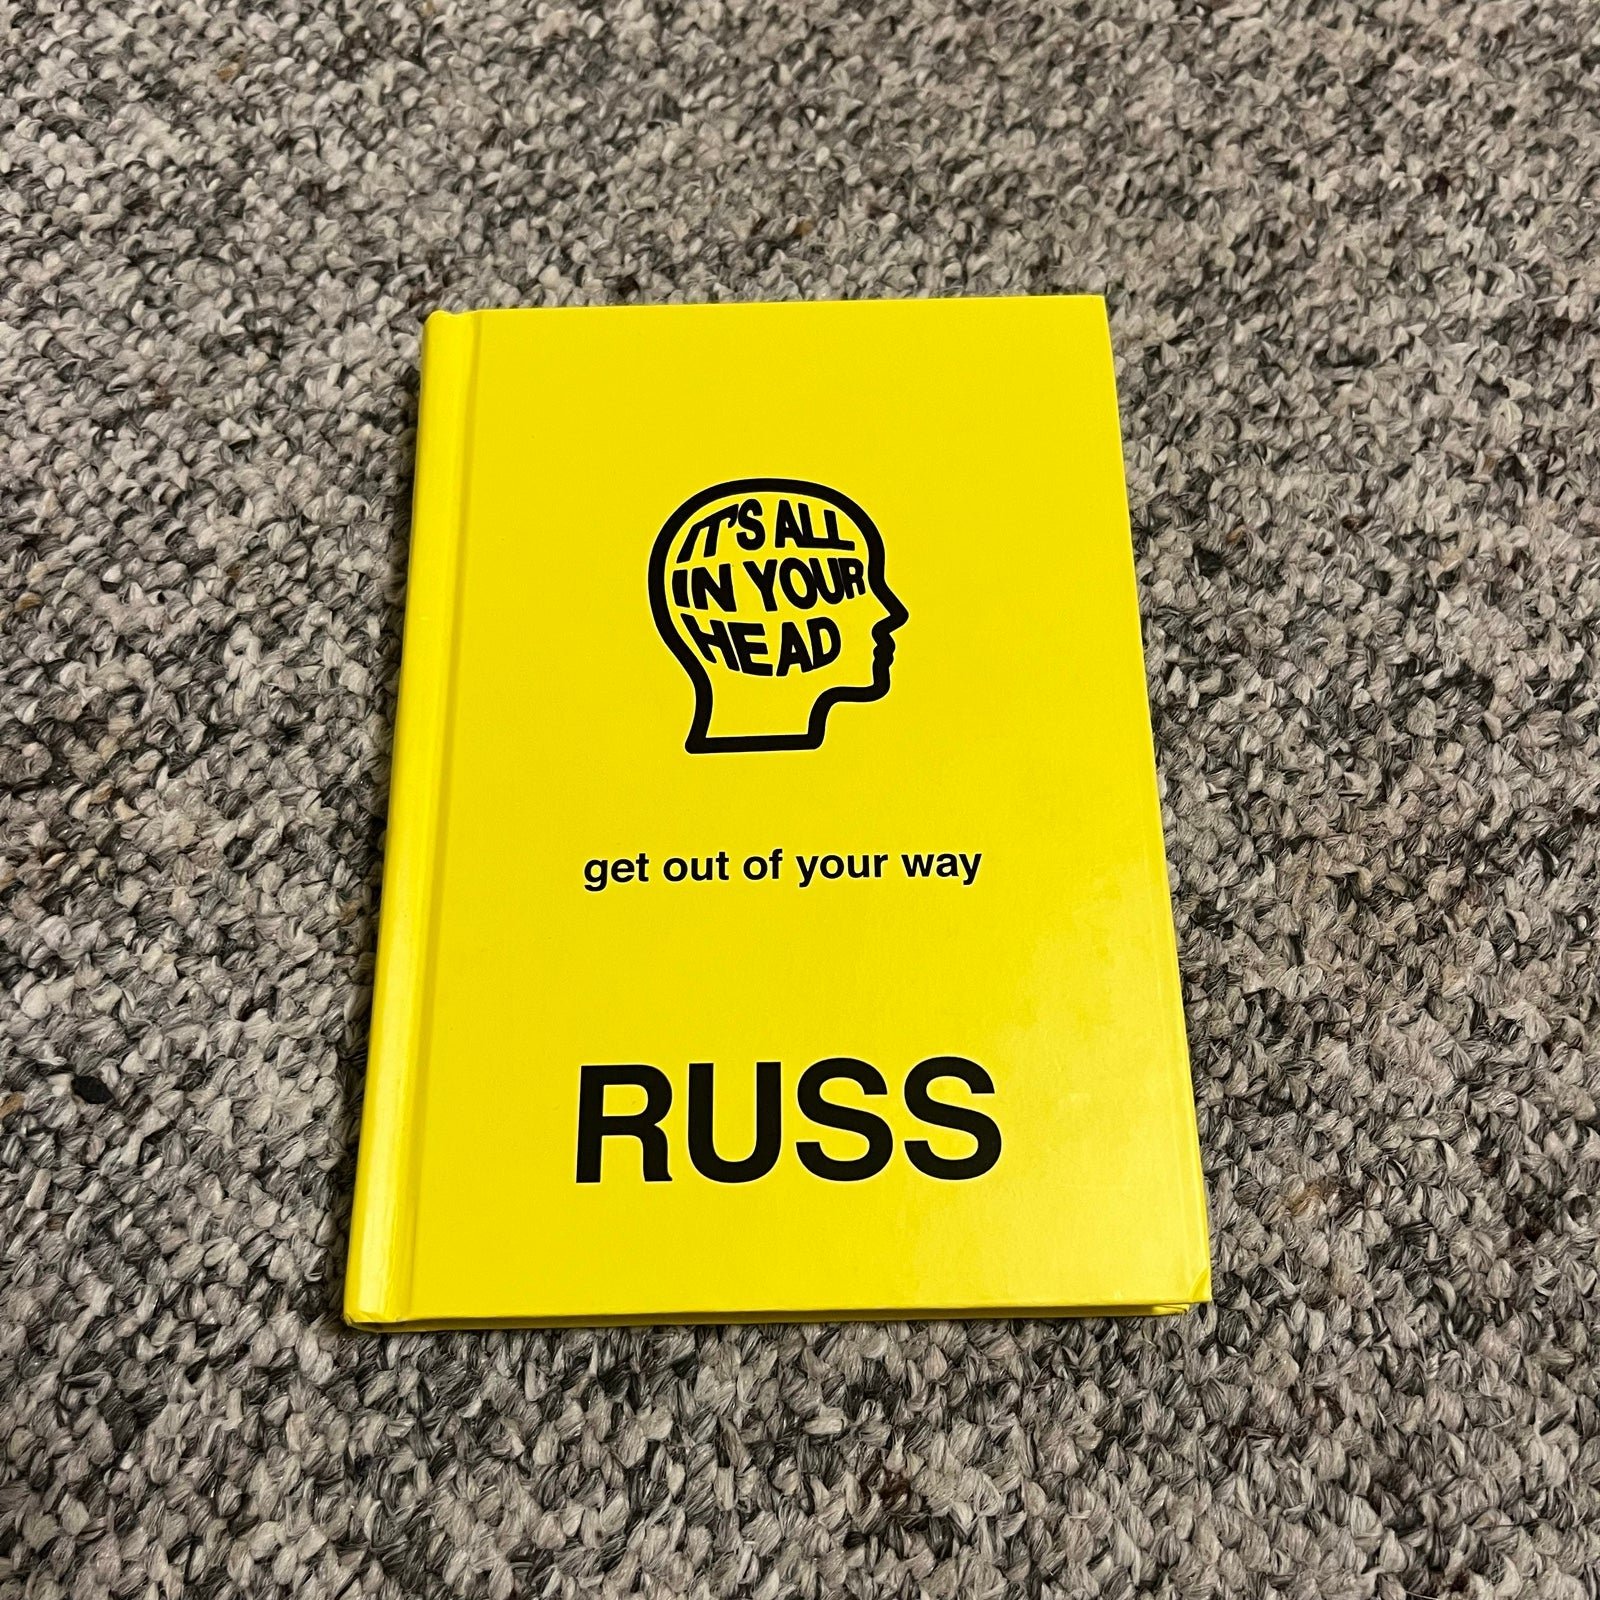 IT'S ALL
IN YOUR
HEAD
get out of your way
RUSS